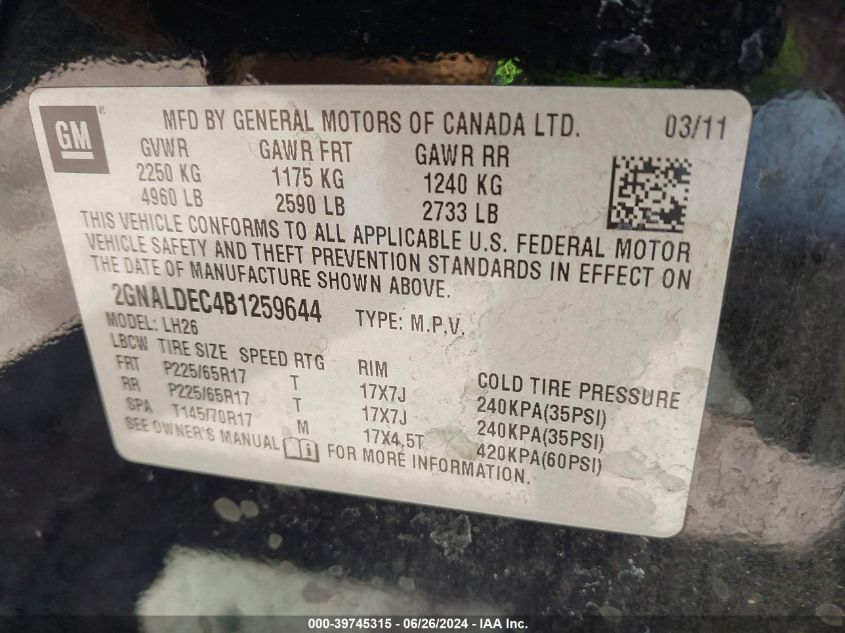 GM ®
MFD BY GENERAL MOTORS OF CANADA LTD. 03/11
GVWR GAWR FRT GAWR RR
2250 KG 1175 KG 1240 KG
4960 LB 2590 LB 2733 LB
THIS VEHICLE CONFORMS TO ALL APPLICABLE U.S. FEDERAL MOTOR
VEHICLE SAFETY AND THEFT PREVENTION STANDARDS IN EFFECT ON
THE DATE OF MANUFACTURE SHOWN ABOVE.
2GNALDEC4B1259644 TYPE: M.P.V.
MODEL: LH26
LBCW TIRE SIZE SPEED RTG RIM COLD TIRE PRESSURE
FRT P225/65R17 T 17X7J 240KPA(35PSI)
RR P225/65R17 T 17X7J 240KPA(35PSI)
SPA T145/70R17 M 17X4.5T 420KPA(60PSI)
SEE OWNER'S MANUAL FOR MORE INFORMATION.
000-39745315 - 06/26/2024 - IAA Inc.